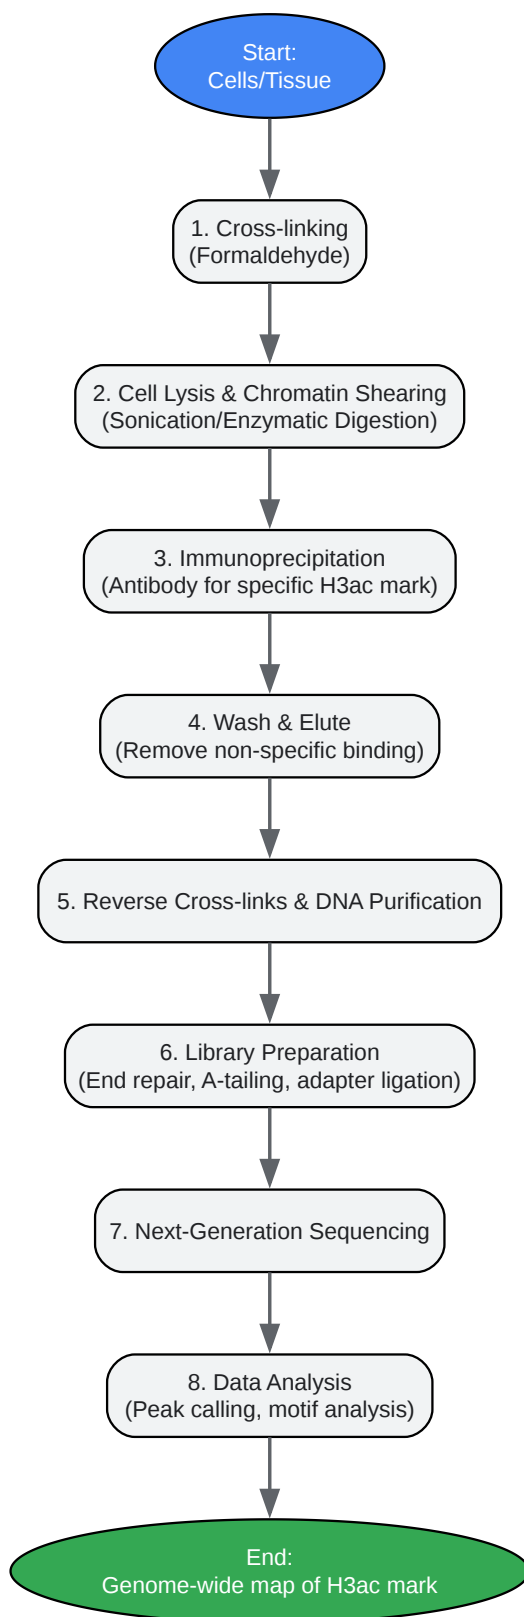 Start:
Cells/Tissue
1. Cross-linking
(Formaldehyde)
2. Cell Lysis & Chromatin Shearing
(Sonication/Enzymatic Digestion)
3. Immunoprecipitation
(Antibody for specific H3ac mark)
4. Wash & Elute
(Remove non-specific binding)
5. Reverse Cross-links & DNA Purification
6. Library Preparation
(End repair, A-tailing, adapter ligation)
7. Next-Generation Sequencing
8. Data Analysis
(Peak calling, motif analysis)
End:
Genome-wide map of H3ac mark